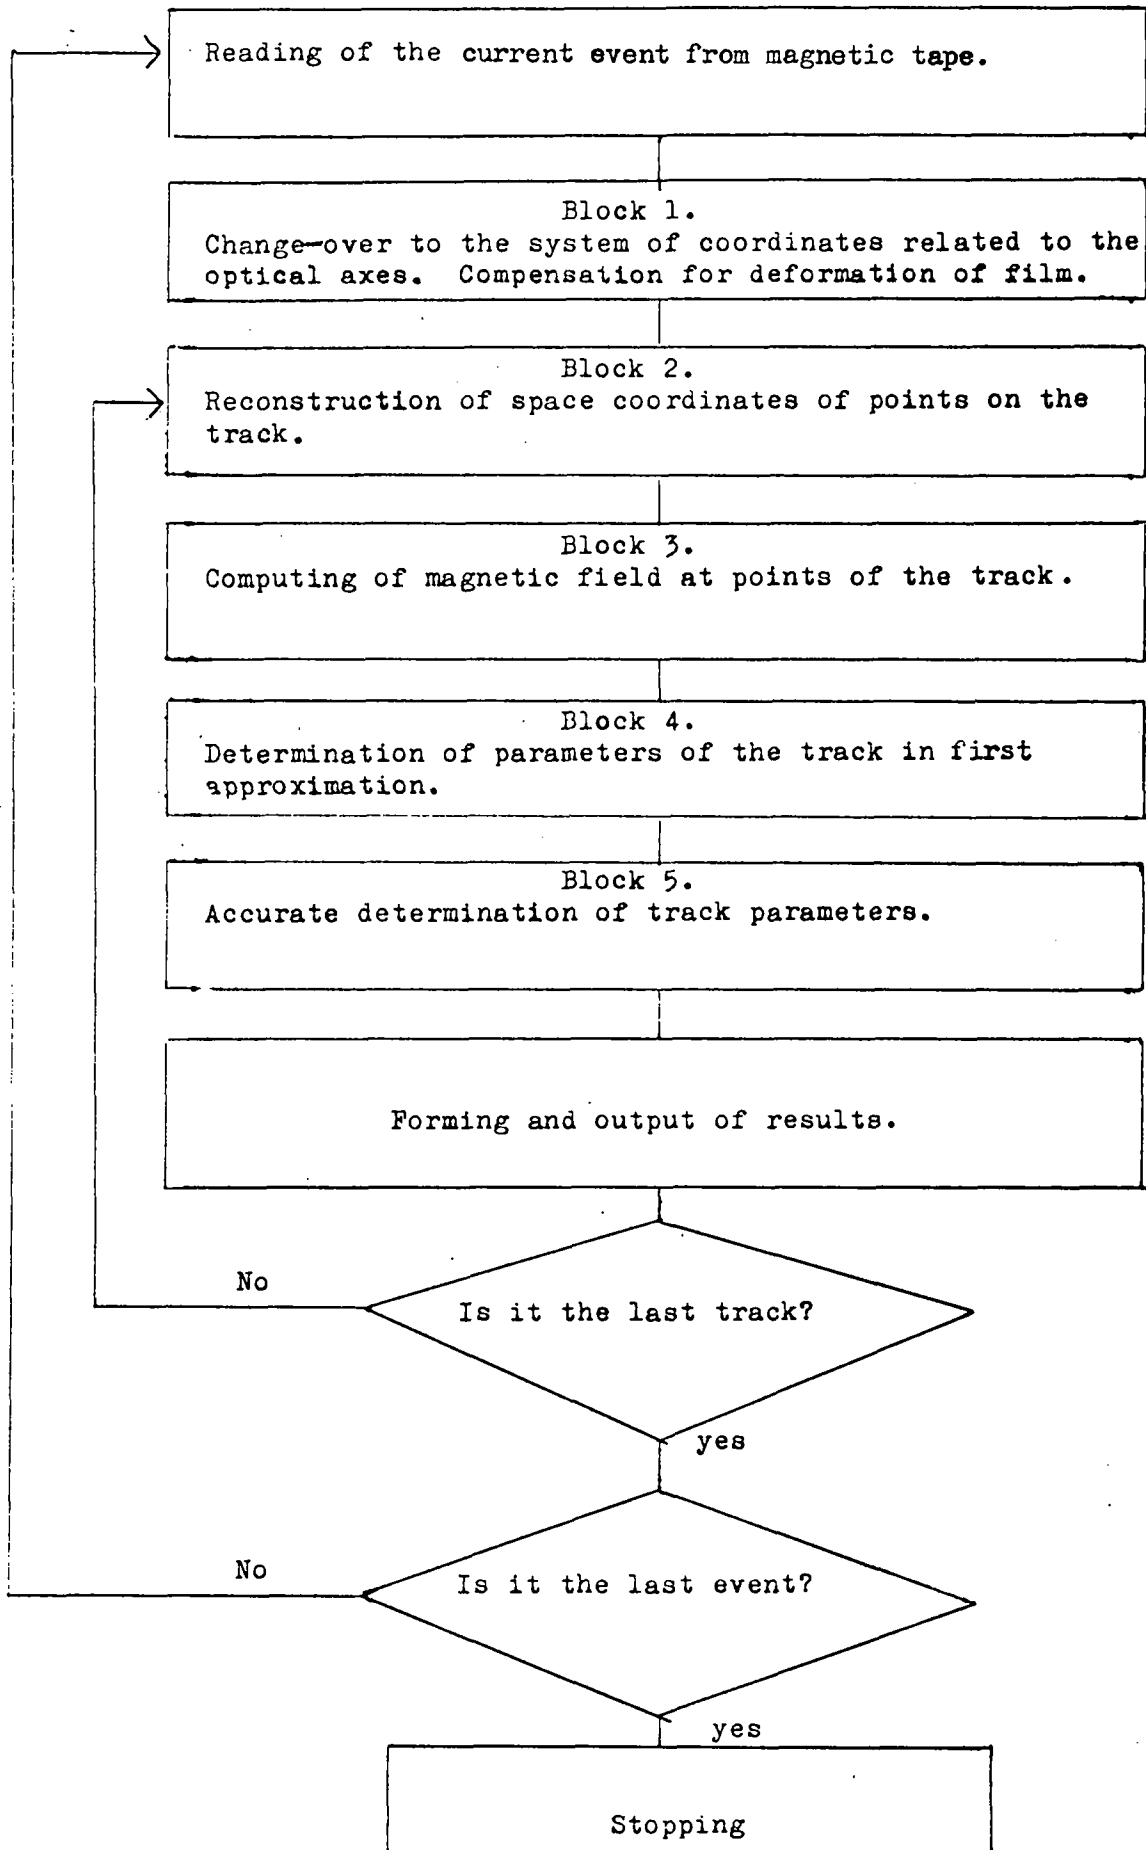 Reading of the current event from magnetic tape.
Block 1.
Change-over to the system of coordinates related to the
optical axes. Compensation for deformation of film.
Block 2.
Reconstruction of space coordinates of points on the
track.
Block 3.
Computing of magnetic field at points of the track.
Block 4.
Determination of parameters of the track in first
approximation.
Block 5.
Accurate determination of track parameters.
Forming and output of results.
No
Is it the last track?
yes
No
Is it the last event?
yes
Stopping